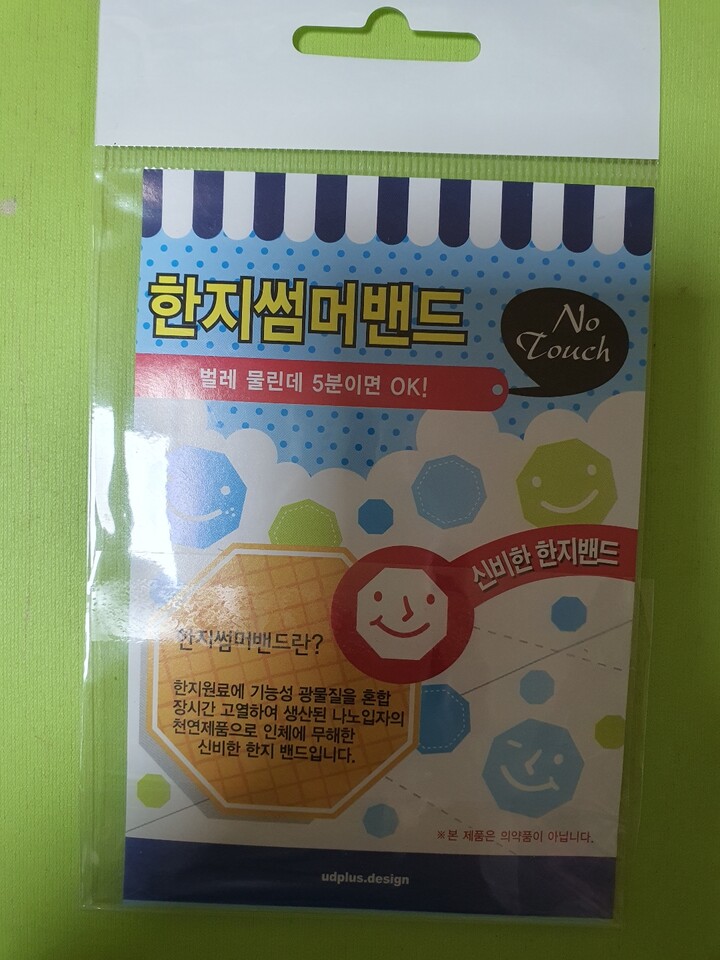 한지썸머밴드
No
Touch
벌레 물린데 5분이면 OK!
신비한 한지밴드
한지썸머밴드란?
한지원료에 기능성 광물질을 혼합
장시간 고열하여 생산된 나노입자의
천연제품으로 인체에 무해한
신비한 한지 밴드입니다.
※본 제품은 의약품이 아닙니다.
udplus.design